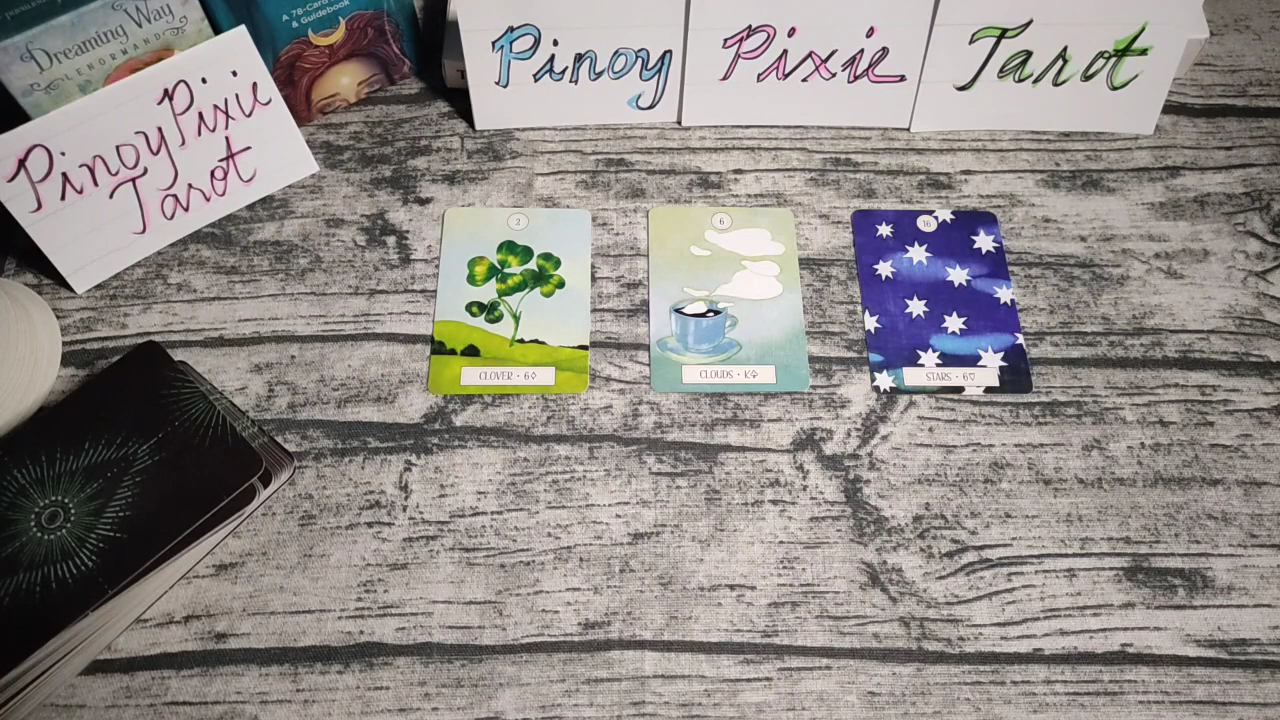 Dreaming Way
LENORMAND
A 78-Card
& Guidebook
Pinoy Pixie
Tarot
Pinoy Pixie Tarot
2
CLOVER • 6♢
6
CLOUDS • K♧
16
STARS • 6♡